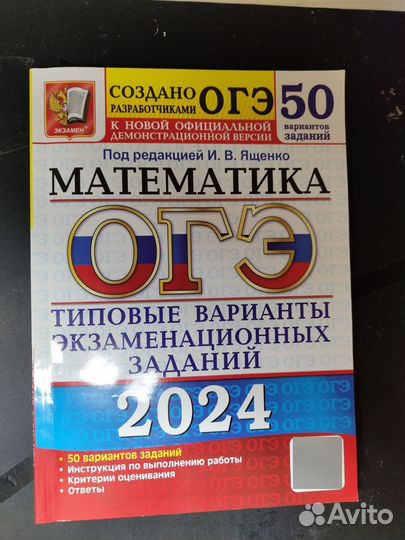 СОЗДАНО
РАЗРАБОТЧИКАМИ ОГЭ
К НОВОЙ ОФИЦИАЛЬНОЙ
ДЕМОНСТРАЦИОННОЙ ВЕРСИИ
50
вариантов
заданий
ЭКЗАМЕН
Под редакцией И. В. Ященко
МАТЕМАТИКА
ОГЭ
ТИПОВЫЕ ВАРИАНТЫ
ЭКЗАМЕНАЦИОННЫХ
ЗАДАНИЙ
2024
• 50 вариантов заданий
• Инструкция по выполнению работы
• Критерии оценивания
• Ответы
Avito